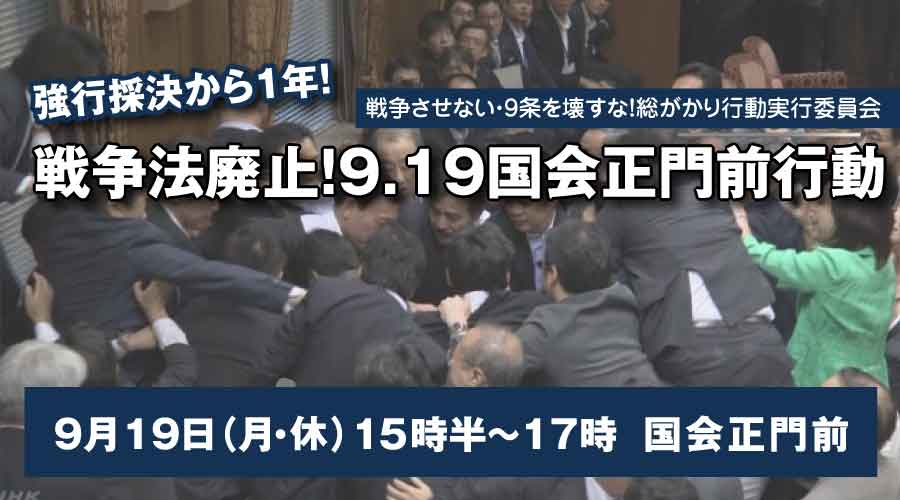 強行採決から1年!
戦争させない・9条を壊すな!総がかり行動実行委員会
戦争法廃止!9.19国会正門前行動
9月19日(月・休)15時半~17時 国会正門前
NHK